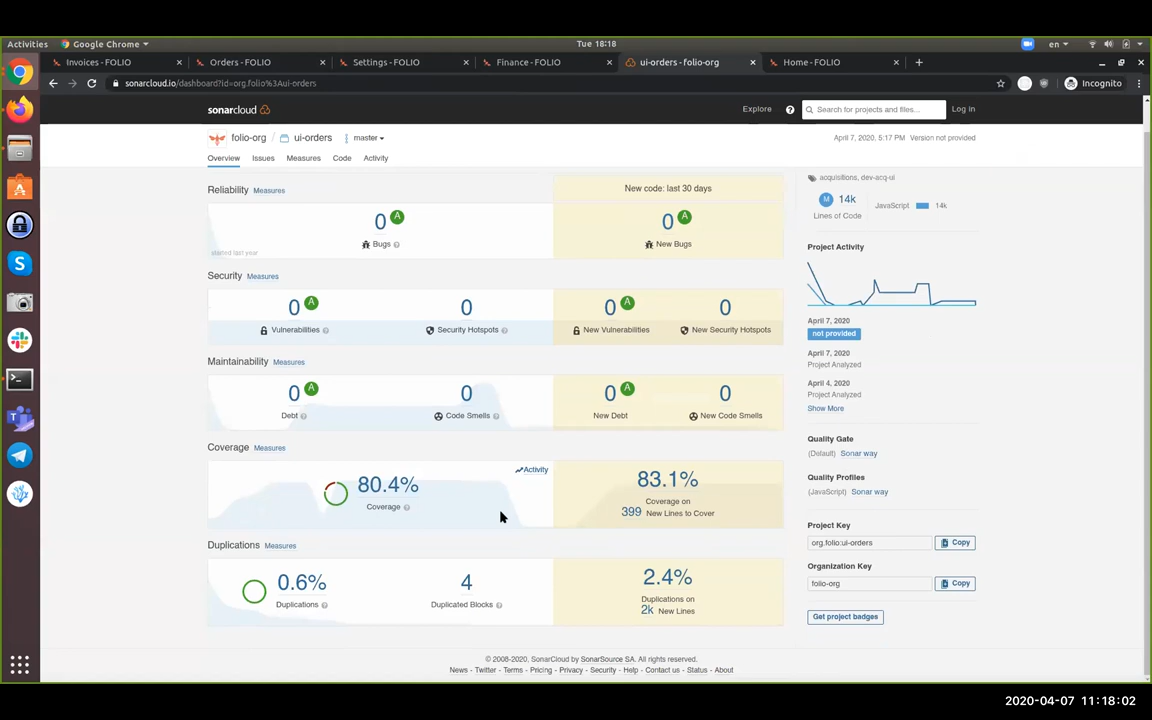 Activities
Google Chrome
Tue 18:18
en
Invoices - FOLIO
Orders - FOLIO
Settings - FOLIO
Finance - FOLIO
ui-orders - folio-org
Home - FOLIO
sonarcloud.io/dashboard?id=org.folio%3Aui-orders
Incognito
sonarcloud
Explore
Search for projects and files...
Log in
folio-org / ui-orders master
April 7, 2020, 5:17 PM Version not provided
Overview Issues Measures Code Activity
Reliability Measures
New code: last 30 days
0 A
Bugs
started last year
0 A
New Bugs
Security Measures
0 A
Vulnerabilities
0
Security Hotspots
0 A
New Vulnerabilities
0
New Security Hotspots
Maintainability Measures
0 A
Debt
0
Code Smells
0 A
New Debt
0
New Code Smells
Coverage Measures
Activity
80.4%
Coverage
83.1%
Coverage on
399 New Lines to Cover
Duplications Measures
0.6%
Duplications
4
Duplicated Blocks
2.4%
Duplications on
2k New Lines
acquisitions, dev-acq-ui
M 14k
Lines of Code
JavaScript 14k
Project Activity
April 7, 2020
not provided
April 7, 2020
Project Analyzed
April 4, 2020
Project Analyzed
Show More
Quality Gate
(Default) Sonar way
Quality Profiles
(JavaScript) Sonar way
Project Key
org.folio:ui-orders Copy
Organization Key
folio-org Copy
Get project badges
© 2008-2020, SonarCloud by SonarSource SA. All rights reserved.
News - Twitter - Terms - Pricing - Privacy - Security - Help - Contact us - Status - About
2020-04-07 11:18:02